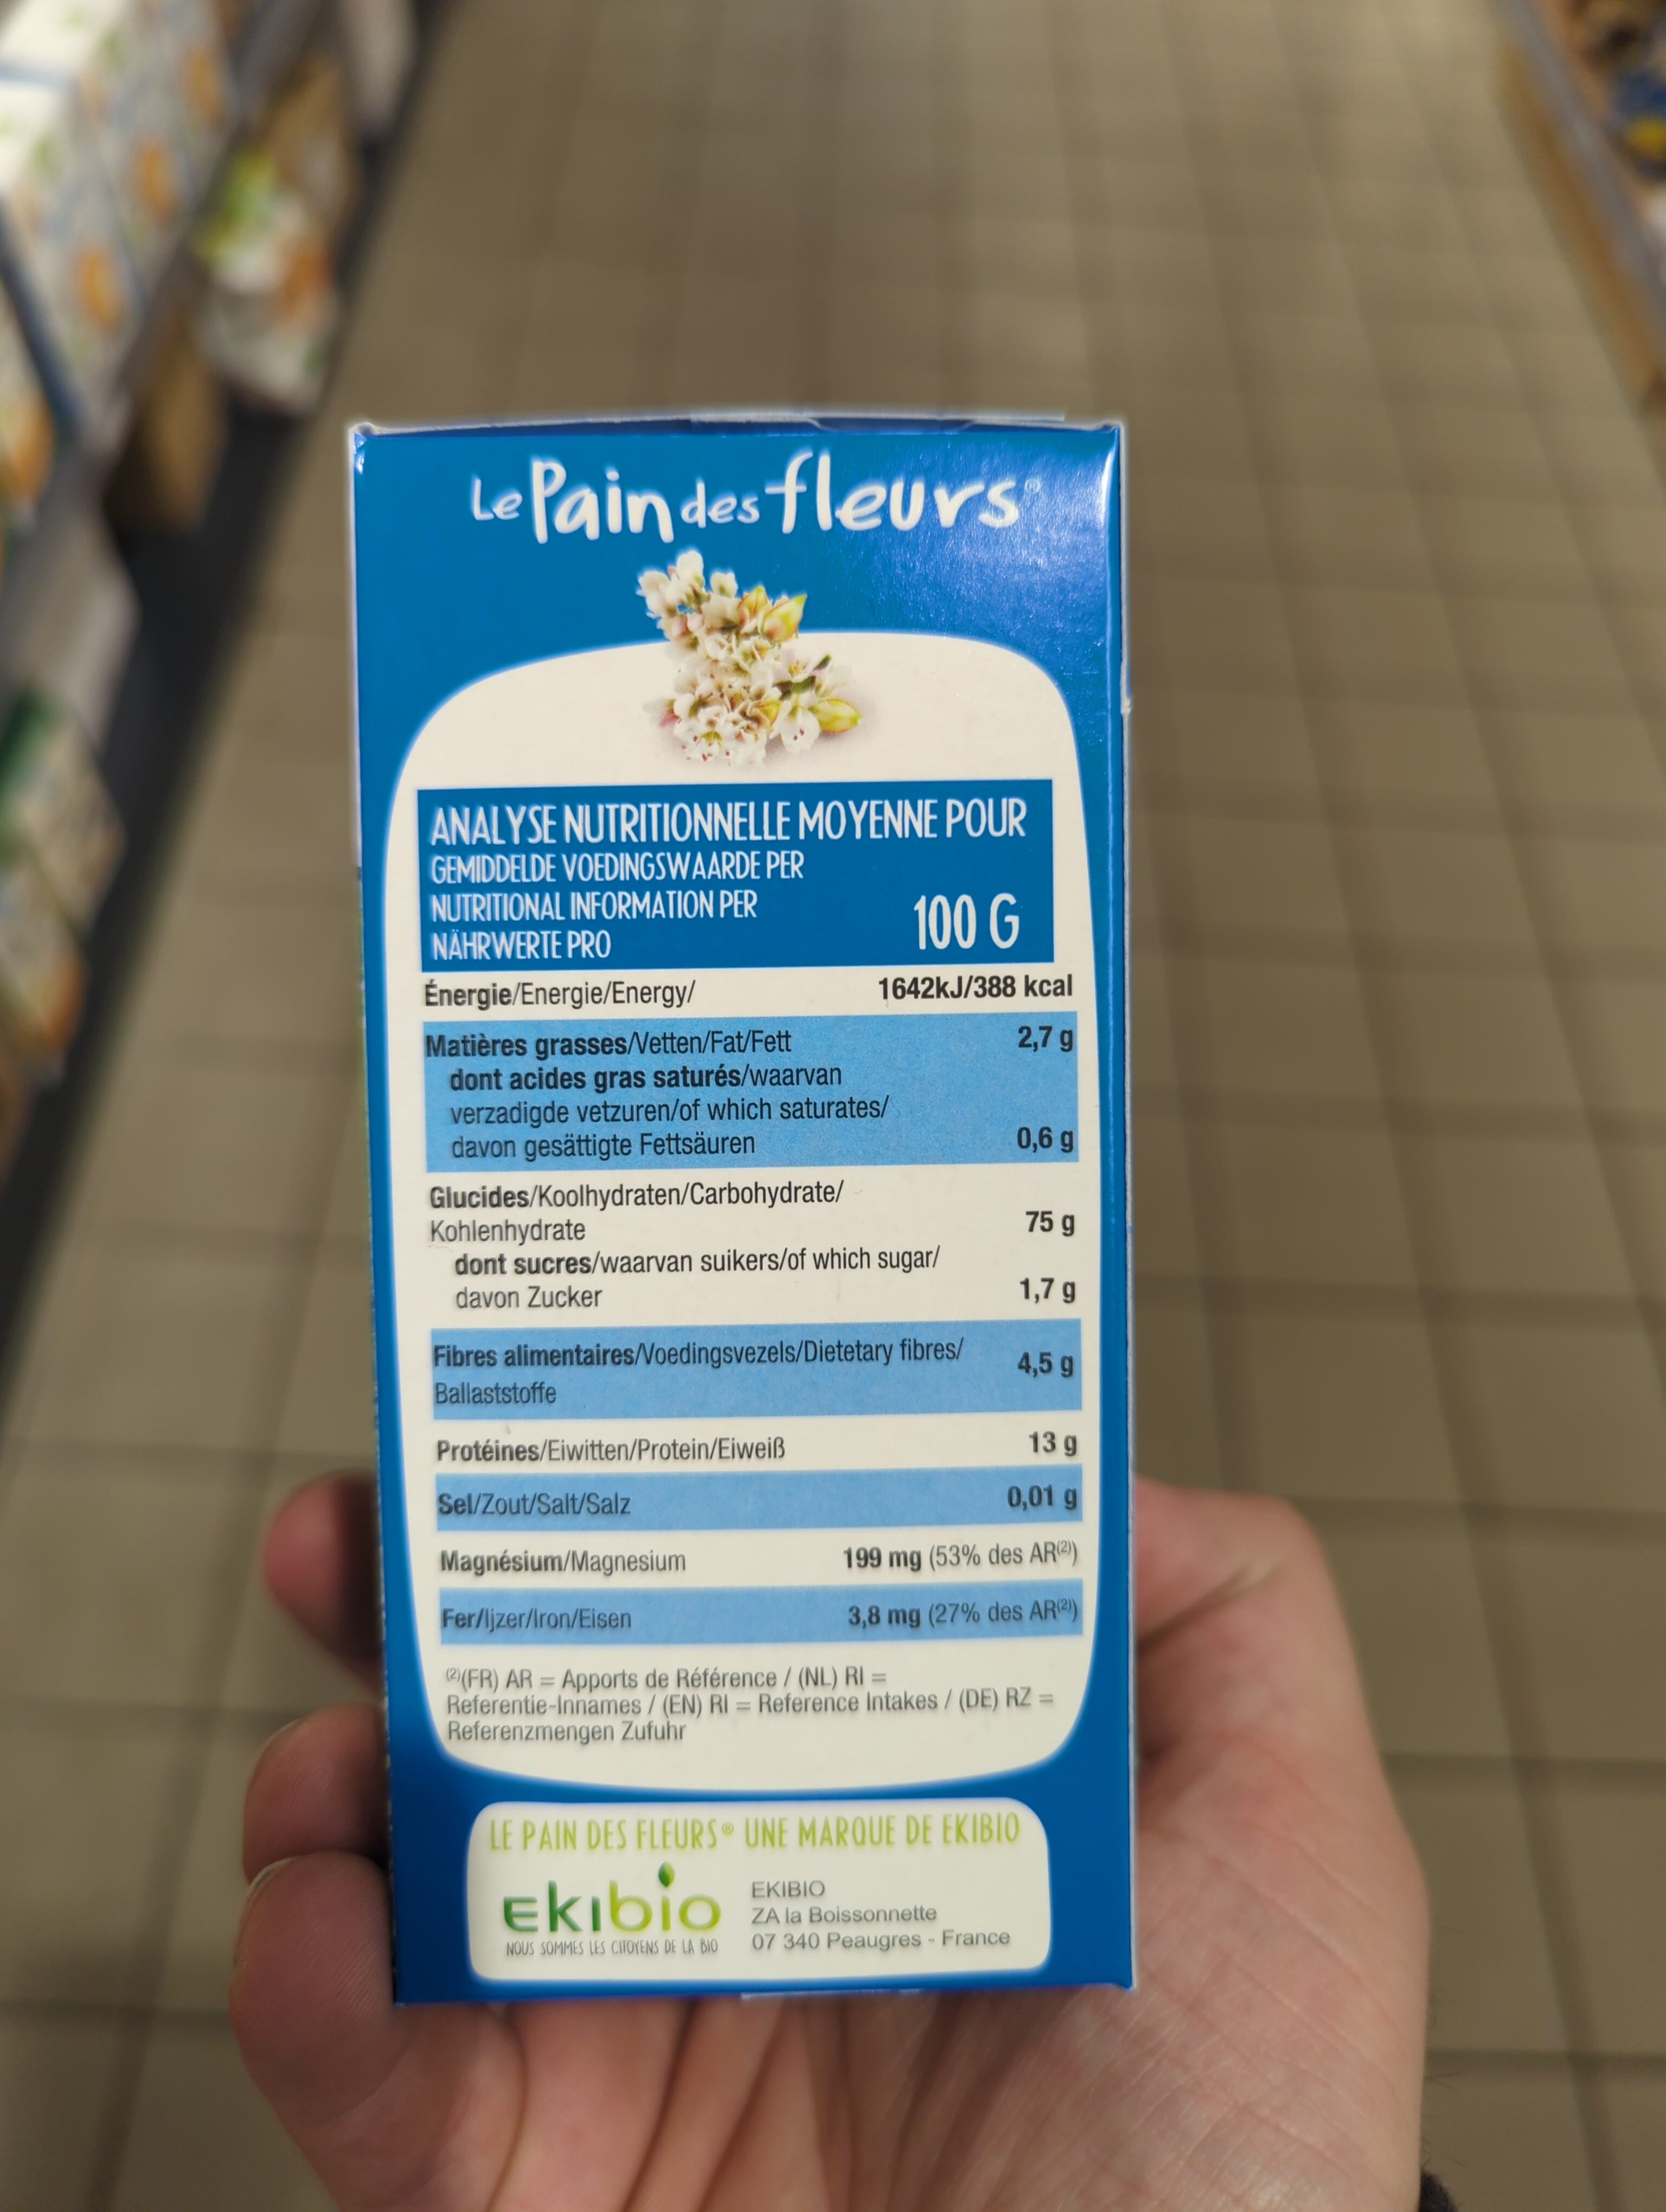 Le Pain des fleurs®
ANALYSE NUTRITIONNELLE MOYENNE POUR
GEMIDDELDE VOEDINGSWAARDE PER
NUTRITIONAL INFORMATION PER
NÄHRWERTE PRO
100 G
Énergie/Energie/Energy/ 1642kJ/388 kcal
Matières grasses/Vetten/Fat/Fett 2,7 g
dont acides gras saturés/waarvan
verzadigde vetzuren/of which saturates/
davon gesättigte Fettsäuren 0,6 g
Glucides/Koolhydraten/Carbohydrate/
Kohlenhydrate 75 g
dont sucres/waarvan suikers/of which sugar/
davon Zucker 1,7 g
Fibres alimentaires/Voedingsvezels/Dietetary fibres/ 4,5 g
Ballaststoffe
Protéines/Eiwitten/Protein/Eiweiß 13 g
Sel/Zout/Salt/Salz 0,01 g
Magnésium/Magnesium 199 mg (53% des AR(2))
Fer/Ijzer/Iron/Eisen 3,8 mg (27% des AR(2))
(2)(FR) AR = Apports de Référence / (NL) RI =
Referentie-Innames / (EN) RI = Reference Intakes / (DE) RZ =
Referenzmengen Zufuhr
LE PAIN DES FLEURS® UNE MARQUE DE EKIBIO
Ekibio
NOUS SOMMES LES CITOYENS DE LA BIO
EKIBIO
ZA la Boissonnette
07 340 Peaugres - France